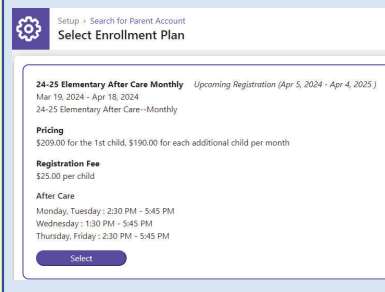 Setup › Search for Parent Account
Select Enrollment Plan
24-25 Elementary After Care Monthly Upcoming Registration (Apr 5, 2024 - Apr 4, 2025 )
Mar 19, 2024 - Apr 18, 2024
24-25 Elementary After Care--Monthly
Pricing
$209.00 for the 1st child, $190.00 for each additional child per month
Registration Fee
$25.00 per child
After Care
Monday, Tuesday : 2:30 PM - 5:45 PM
Wednesday : 1:30 PM - 5:45 PM
Thursday, Friday : 2:30 PM - 5:45 PM
Select